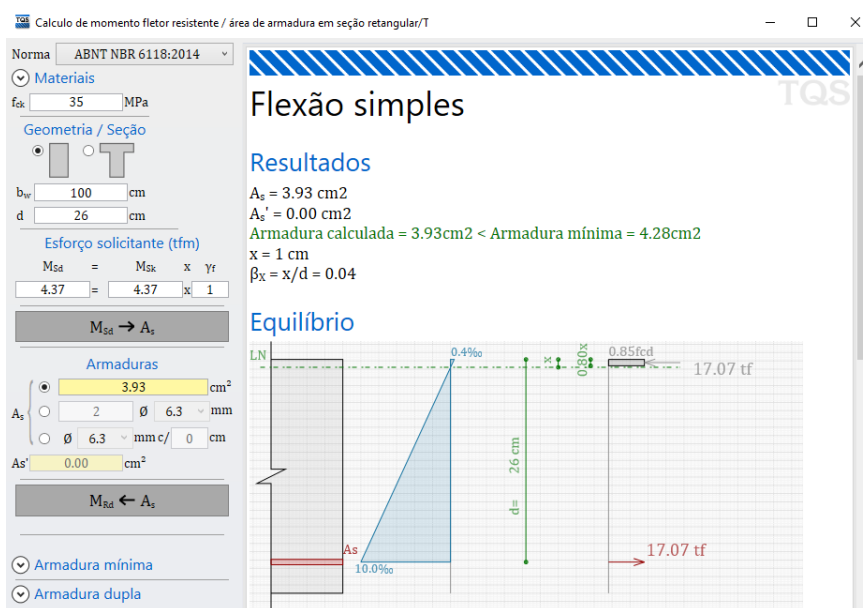 TQS Calculo de momento fletor resistente / área de armadura em seção retangular/T
Norma ABNT NBR 6118:2014
Materiais
fck 35 MPa
Geometria / Seção
bw 100 cm
d 26 cm
Esforço solicitante (tfm)
MSd = MSk x γf
4.37 = 4.37 x 1
MSd → As
Armaduras
3.93 cm²
As 2 Ø 6.3 mm
Ø 6.3 mm c/ 0 cm
As' 0.00 cm²
MRd ← As
Armadura mínima
Armadura dupla
TQS
Flexão simples
Resultados
As = 3.93 cm2
As' = 0.00 cm2
Armadura calculada = 3.93cm2 < Armadura mínima = 4.28cm2
x = 1 cm
βx = x/d = 0.04
Equilíbrio
LN
0.4‰
x
0.80x
0.85fcd
17.07 tf
d= 26 cm
As
10.0‰
17.07 tf